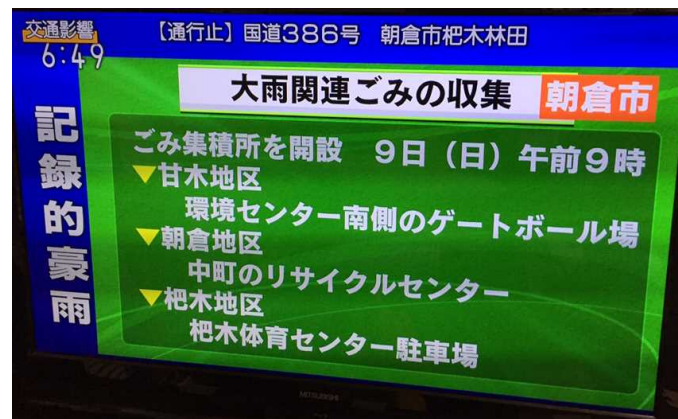 交通影響
【通行止】国道386号 朝倉市杷木林田
6:49
大雨関連ごみの収集 朝倉市
記録的豪雨
ごみ集積所を開設 9日(日)午前9時
▼甘木地区
環境センター南側のゲートボール場
▼朝倉地区
中町のリサイクルセンター
▼杷木地区
杷木体育センター駐車場
MITSUBISHI